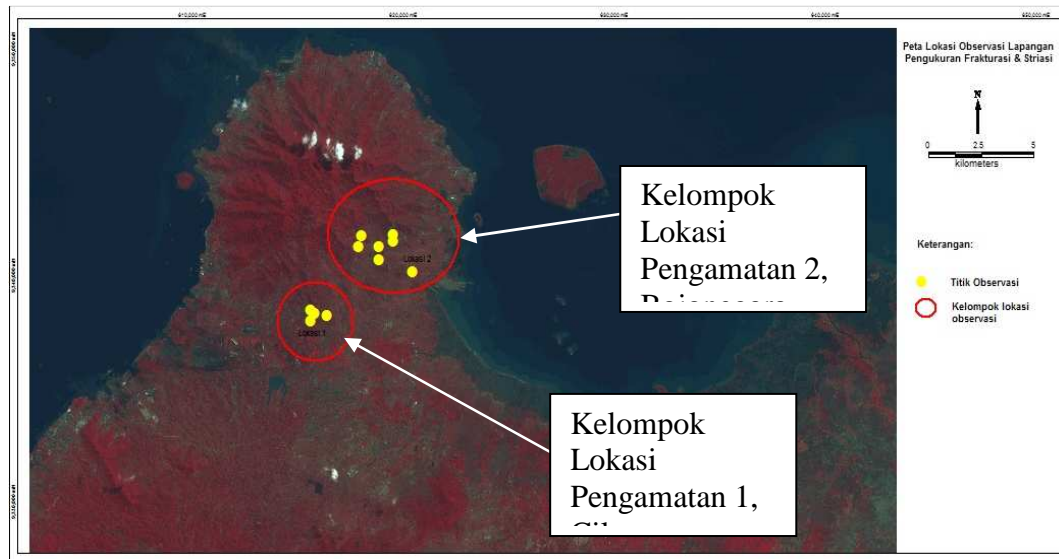 Peta Lokasi Observasi Lapangan
Pengukuran Frakturasi & Striasi
N
0 2.5 5
kilometers
Keterangan:
Titik Observasi
Kelompok lokasi
observasi
Kelompok
Lokasi
Pengamatan 2,
Lokasi 2
Lokasi 1
Kelompok
Lokasi
Pengamatan 1,